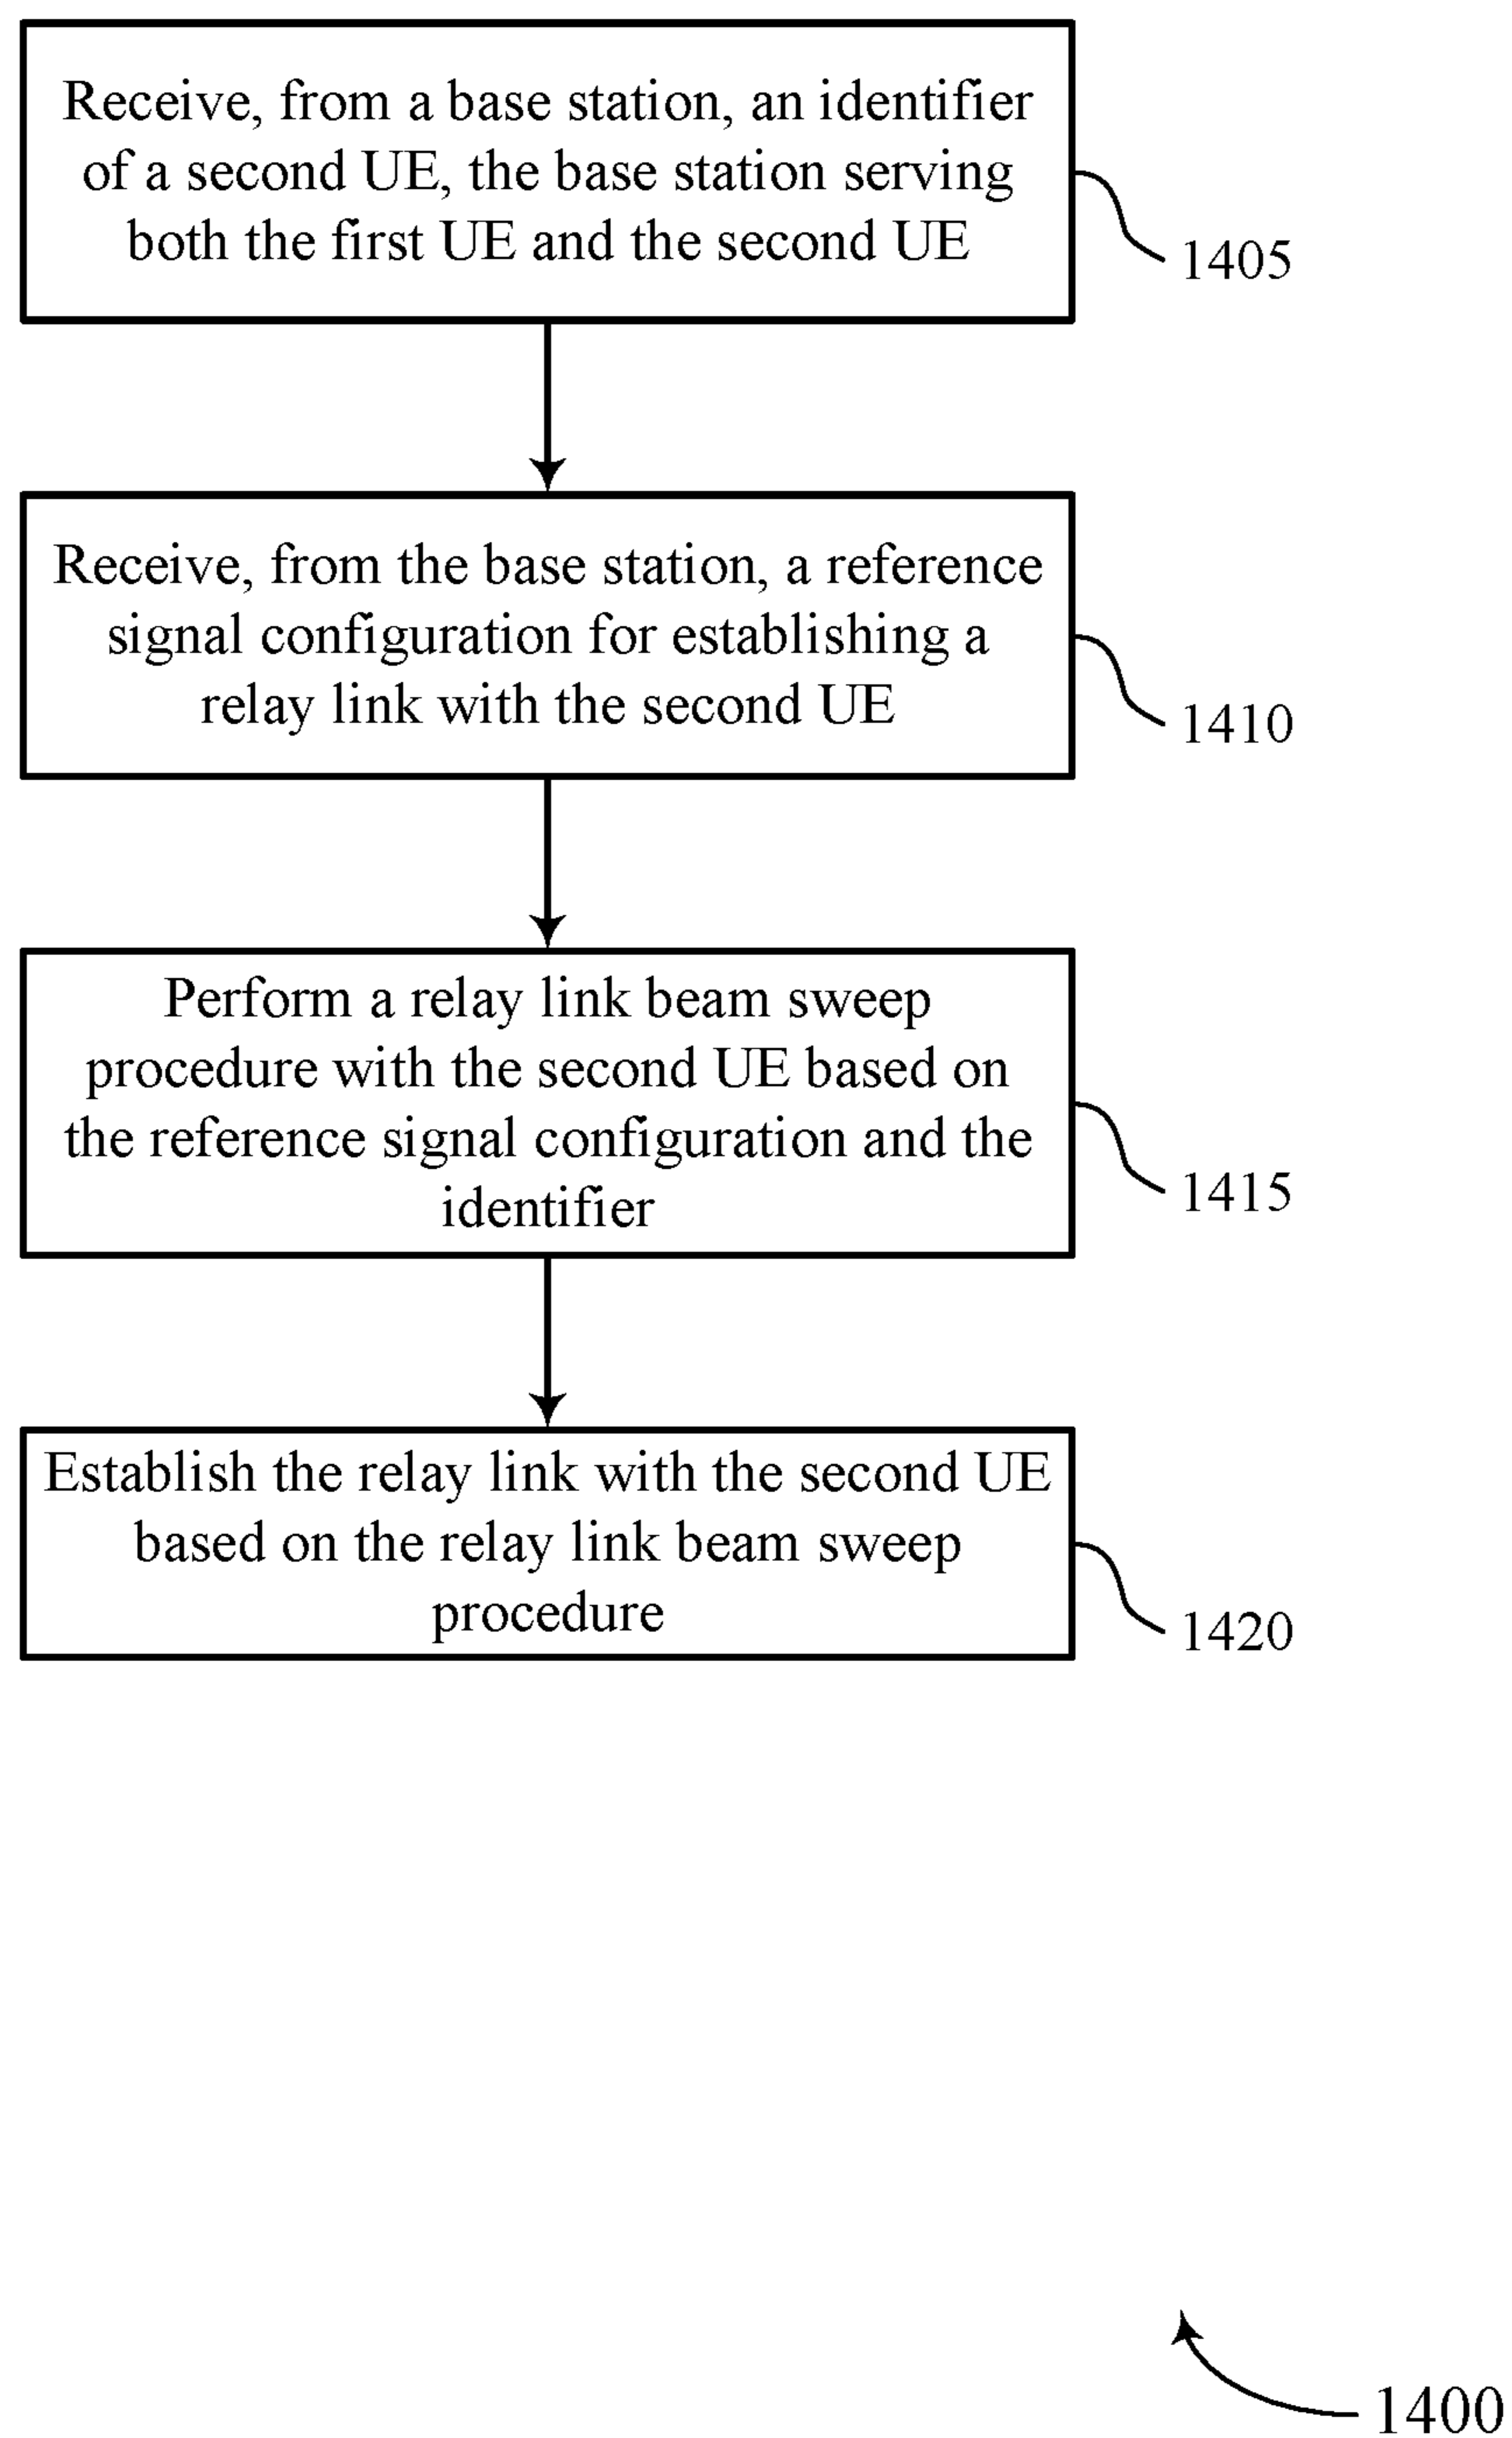 Receive, from a base station, an identifier
of a second UE, the base station serving
both the first UE and the second UE
1405
Receive, from the base station, a reference
signal configuration for establishing a
relay link with the second UE
1410
Perform a relay link beam sweep
procedure with the second UE based on
the reference signal configuration and the
identifier
1415
Establish the relay link with the second UE
based on the relay link beam sweep
procedure
1420
1400